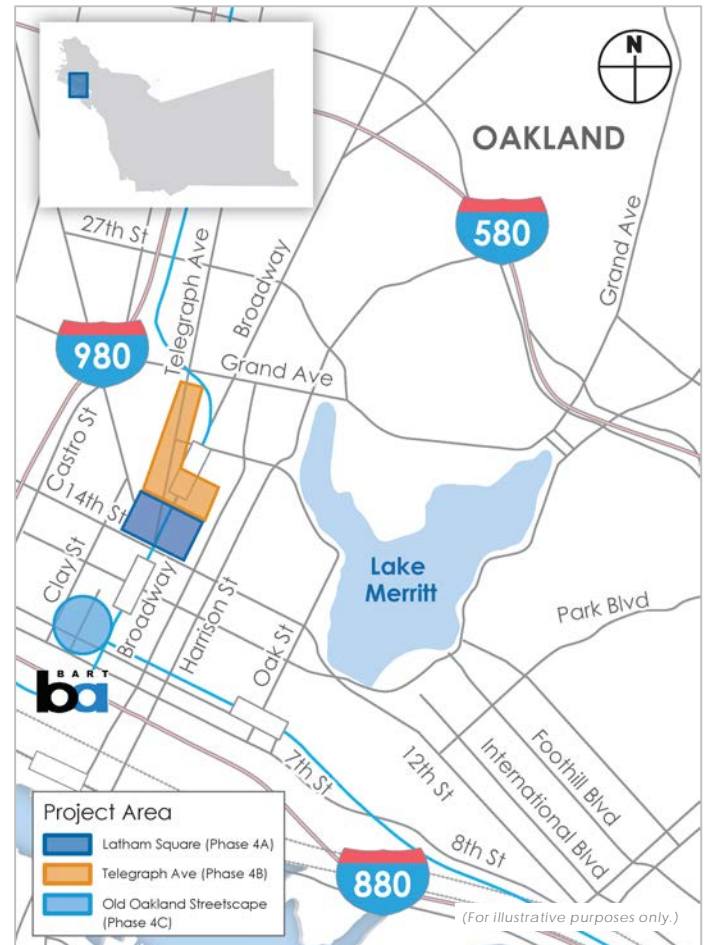 N
OAKLAND
580
Grand Ave
27th St
Telegraph Ave
Broadway
980
Grand Ave
Castro St
14th St
Clay St
Broadway
Harrison St
Oak St
Lake
Merritt
Park Blvd
BART
ba
7th St
12th St
International Blvd
Foothill Blvd
8th St
880
Project Area
Latham Square (Phase 4A)
Telegraph Ave (Phase 4B)
Old Oakland Streetscape
(Phase 4C)
(For illustrative purposes only.)